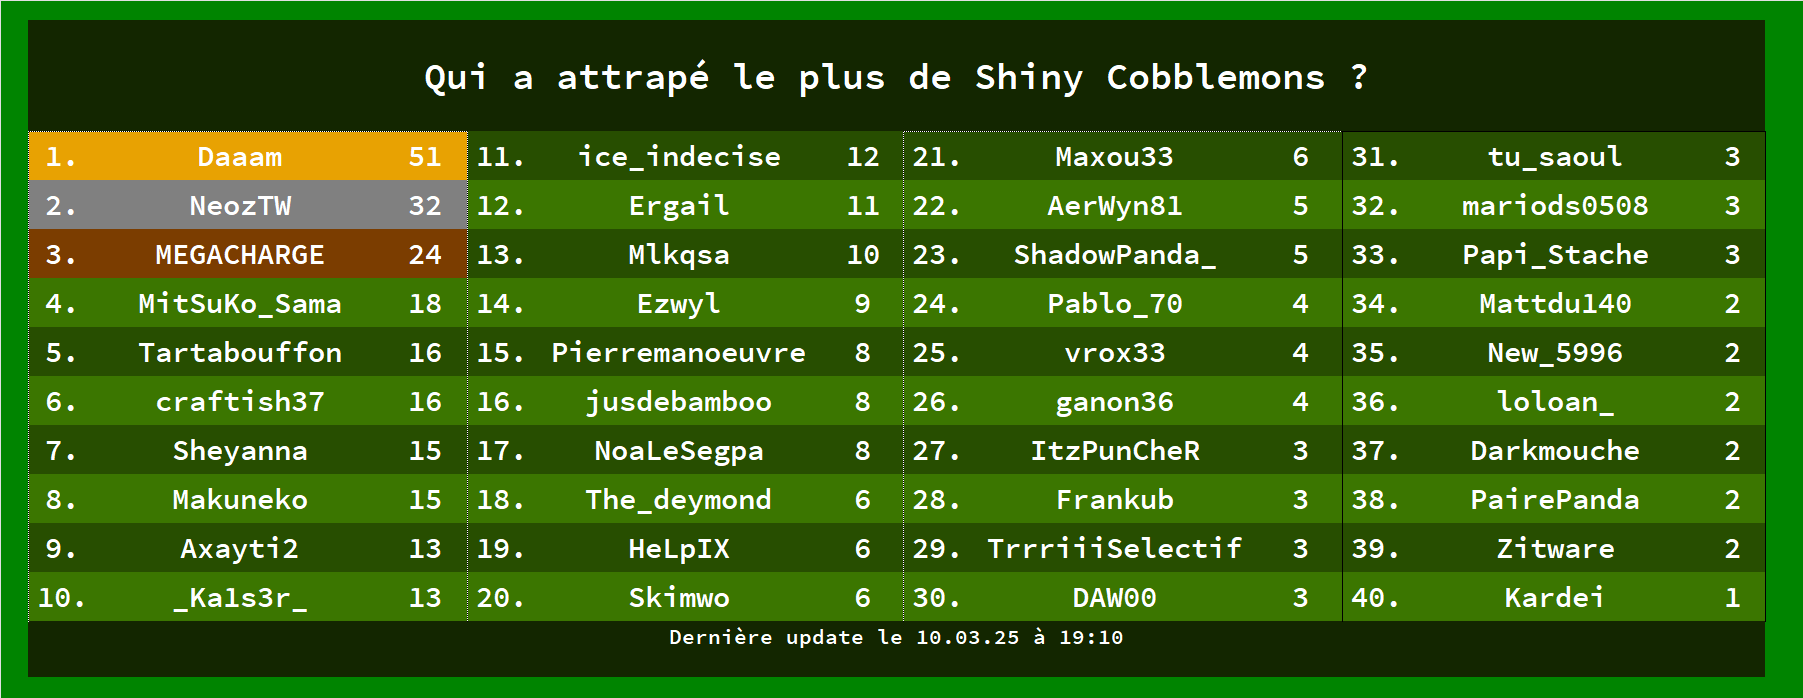 Qui a attrapé le plus de Shiny Cobblemons ?
1. Daaam 51
2. NeozTW 32
3. MEGACHARGE 24
4. MitSuKo_Sama 18
5. Tartabouffon 16
6. craftish37 16
7. Sheyanna 15
8. Makuneko 15
9. Axayti2 13
10. _Ka1s3r_ 13
11. ice_indecise 12
12. Ergail 11
13. Mlkqsa 10
14. Ezwyl 9
15. Pierremanoeuvre 8
16. jusdebamboo 8
17. NoaLeSegpa 8
18. The_deymond 6
19. HeLpIX 6
20. Skimwo 6
21. Maxou33 6
22. AerWyn81 5
23. ShadowPanda_ 5
24. Pablo_70 4
25. vrox33 4
26. ganon36 4
27. ItzPunCheR 3
28. Frankub 3
29. TrrriiiSelectif 3
30. DAW00 3
31. tu_saoul 3
32. mariods0508 3
33. Papi_Stache 3
34. Mattdu140 2
35. New_5996 2
36. loloan_ 2
37. Darkmouche 2
38. PairePanda 2
39. Zitware 2
40. Kardei 1
Dernière update le 10.03.25 à 19:10